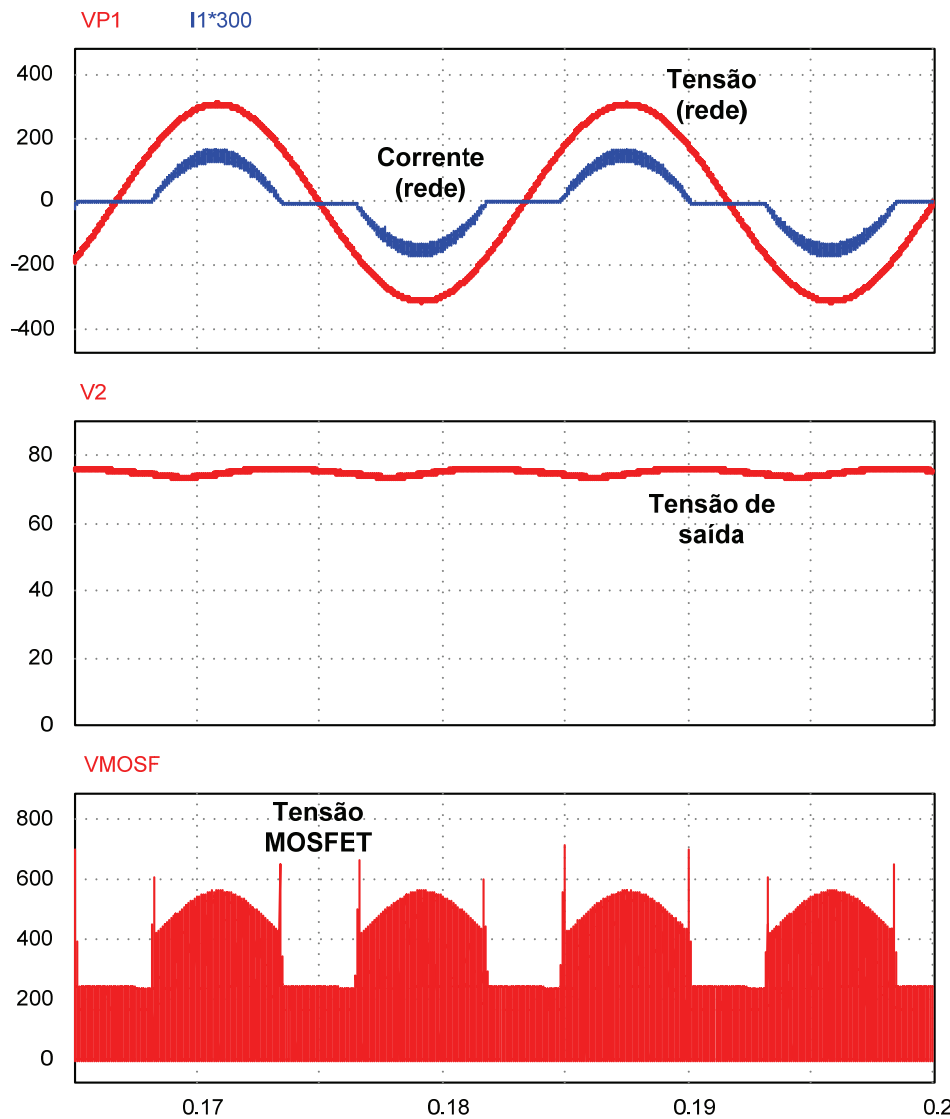 VP1 I1*300
400
200
0
-200
-400
Tensão
(rede)
Corrente
(rede)
V2
80
60
40
20
0
Tensão de
saída
VMOSF
800
600
400
200
0
Tensão
MOSFET
0.17 0.18 0.19 0.2